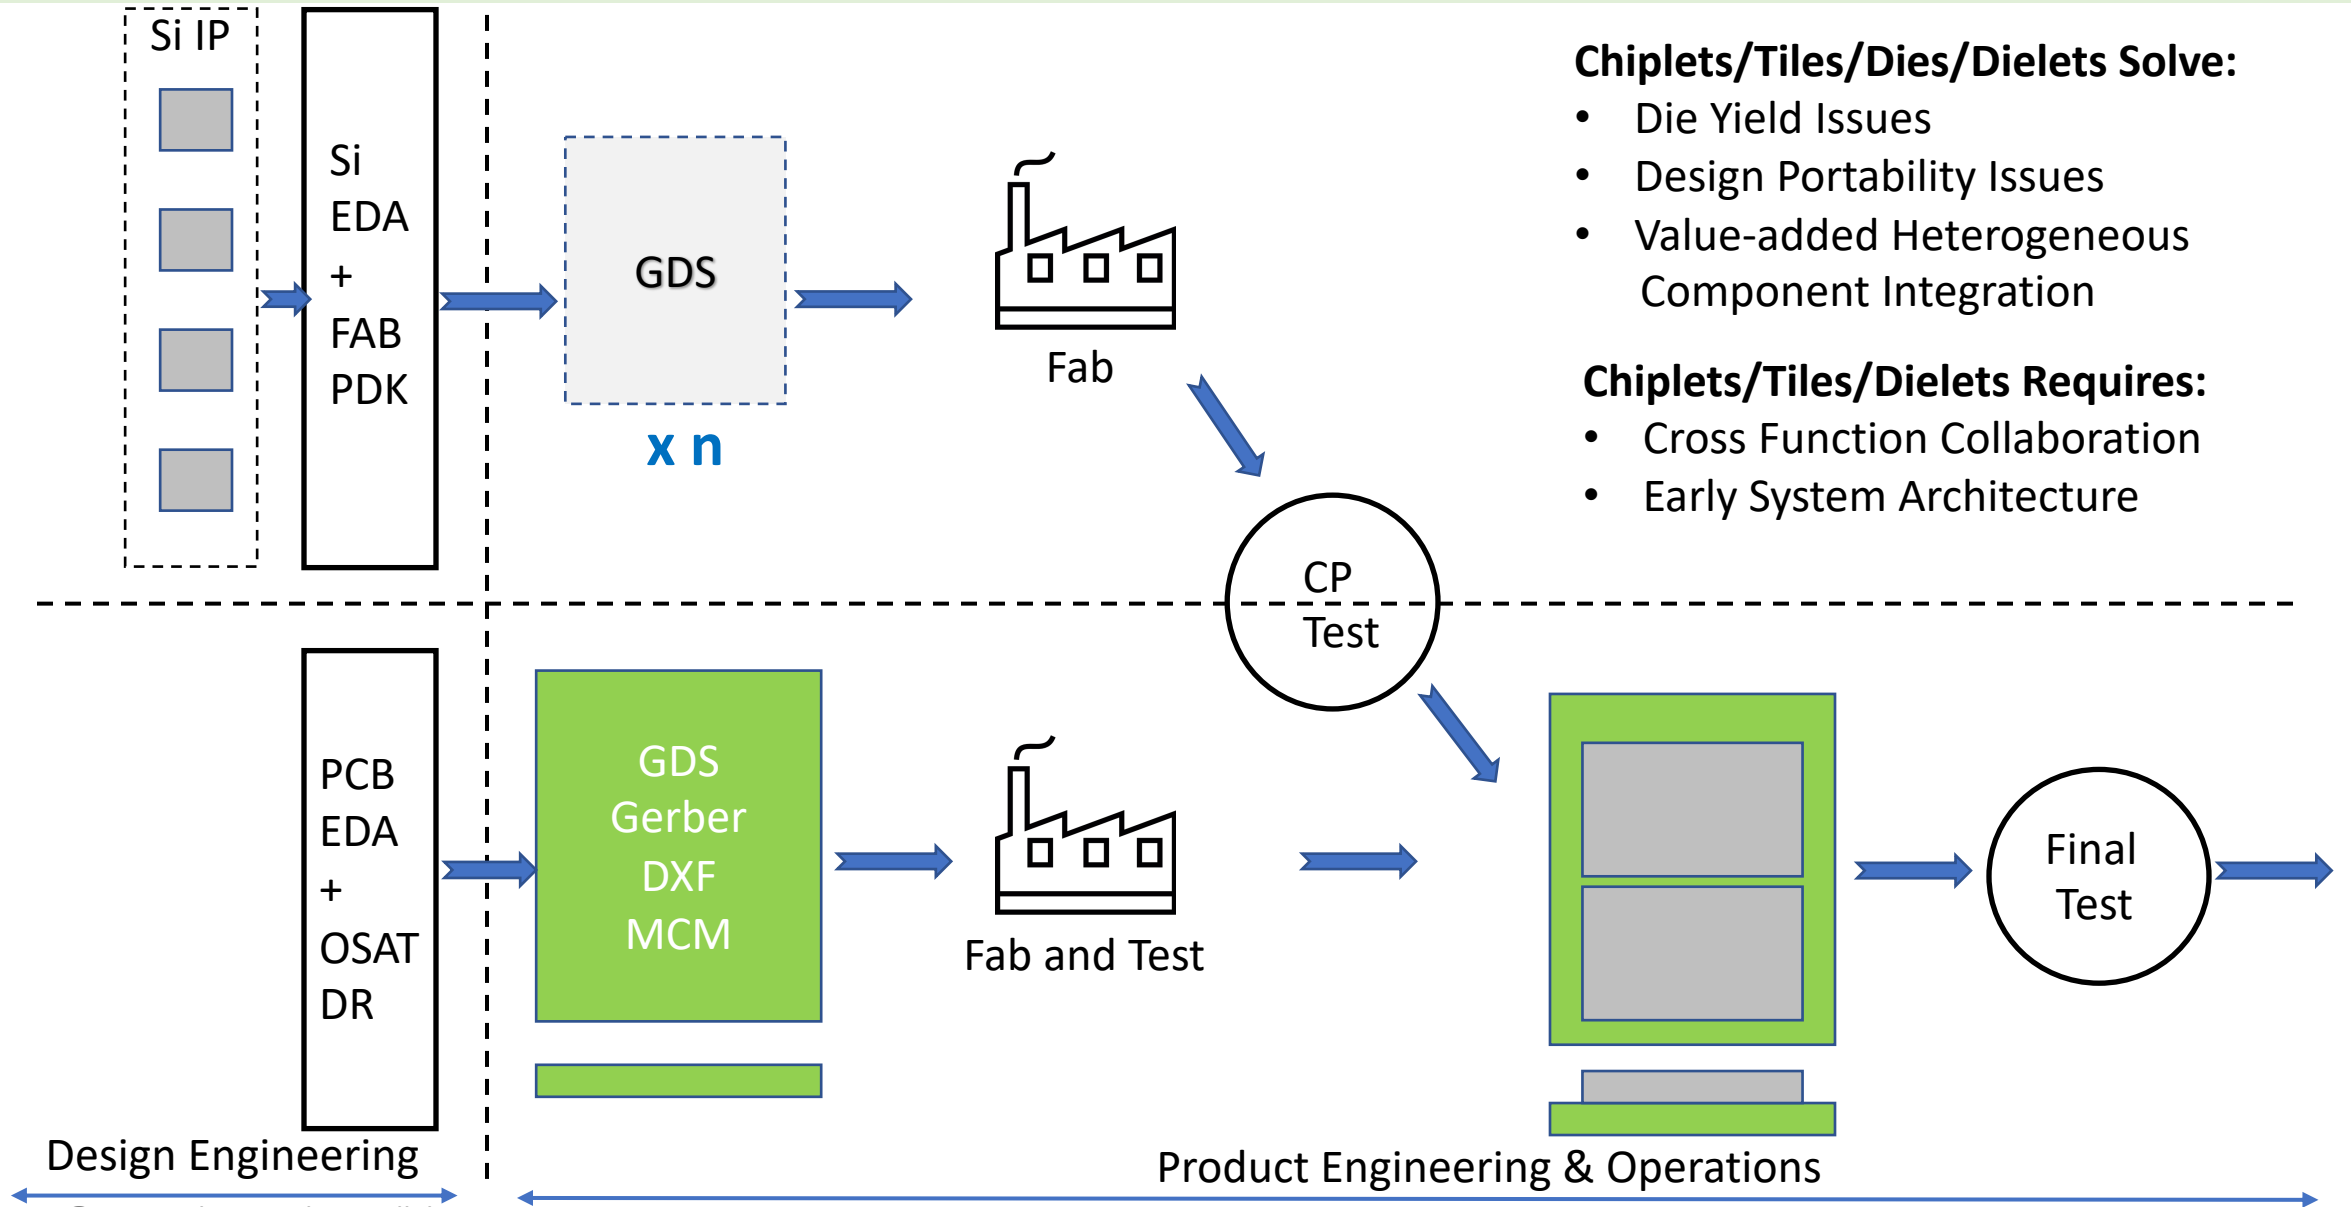 Si IP
Si
EDA
+
FAB
PDK
GDS
x n
Fab
Chiplets/Tiles/Dies/Dielets Solve:
• Die Yield Issues
• Design Portability Issues
• Value-added Heterogeneous
Component Integration
Chiplets/Tiles/Dielets Requires:
• Cross Function Collaboration
• Early System Architecture
CP
Test
PCB
EDA
+
OSAT
DR
GDS
Gerber
DXF
MCM
Fab and Test
Final
Test
Design Engineering
Product Engineering & Operations